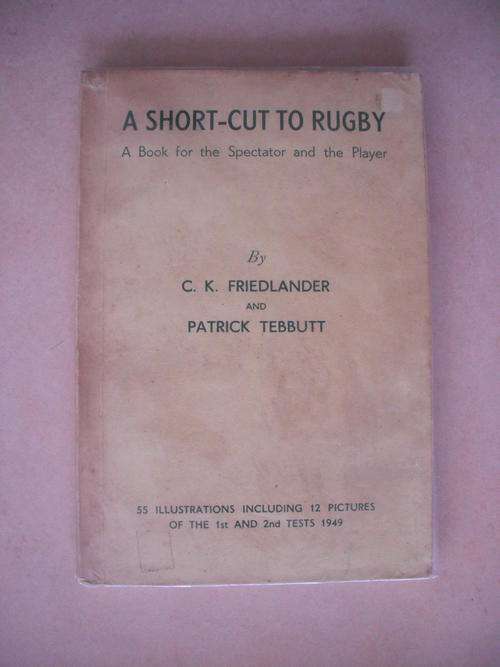 A SHORT-CUT TO RUGBY
A Book for the Spectator and the Player
By
C. K. FRIEDLANDER
AND
PATRICK TEBBUTT
55 ILLUSTRATIONS INCLUDING 12 PICTURES
OF THE 1st AND 2nd TESTS 1949